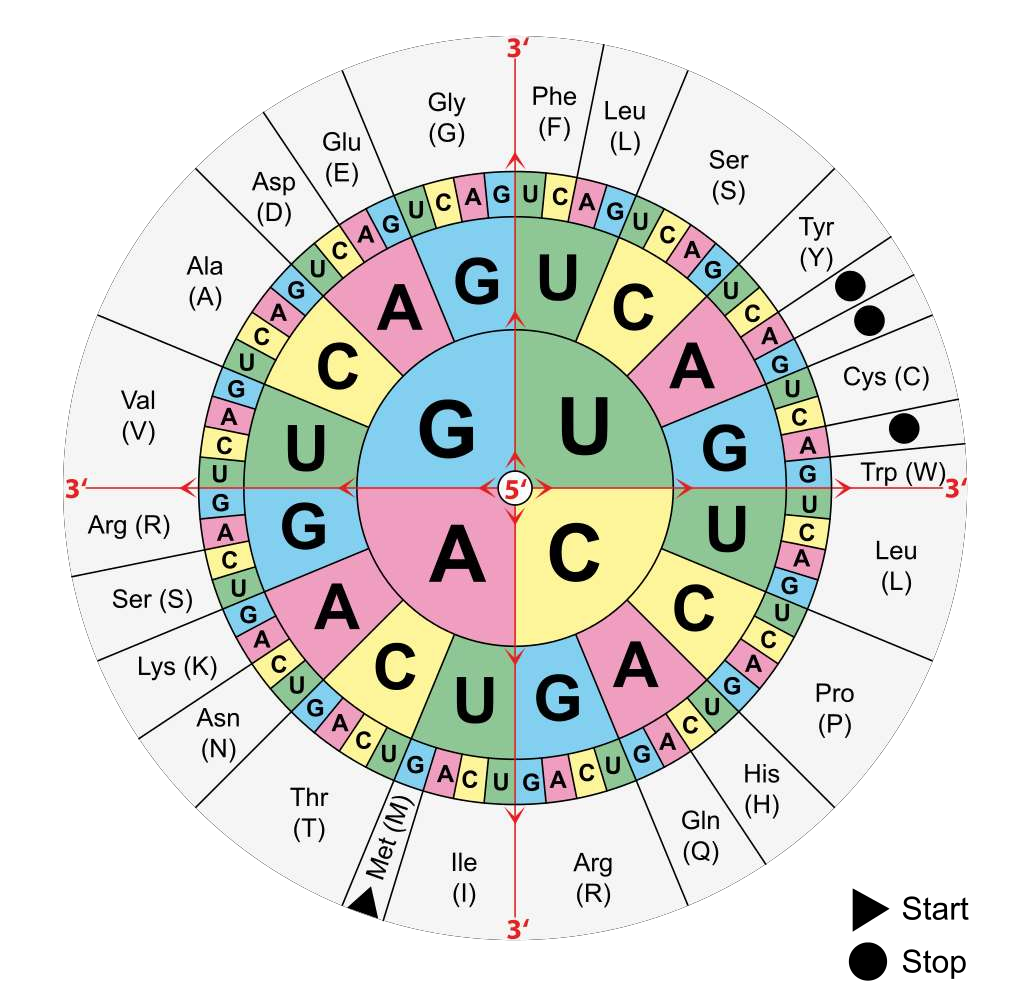 3‘
Phe
(F)
Leu
(L)
Ser
(S)
Tyr
(Y)
Cys (C)
Trp (W)
3‘
Leu
(L)
Pro
(P)
His
(H)
Gln
(Q)
Arg
(R)
3‘
Ile
(I)
Met (M)
Thr
(T)
Asn
(N)
Lys (K)
Ser (S)
Arg (R)
3‘
Val
(V)
Ala
(A)
Asp
(D)
Glu
(E)
Gly
(G)
U C A G U C A G U C A G U C A G
U C A G U C A G U C A G U C A G
U C A G U C A G U C A G U C A G
U C A G U C A G U C A G U C A G
U C A G
U C A G
U C A G
U C A G
U C A G
5‘
Start
Stop